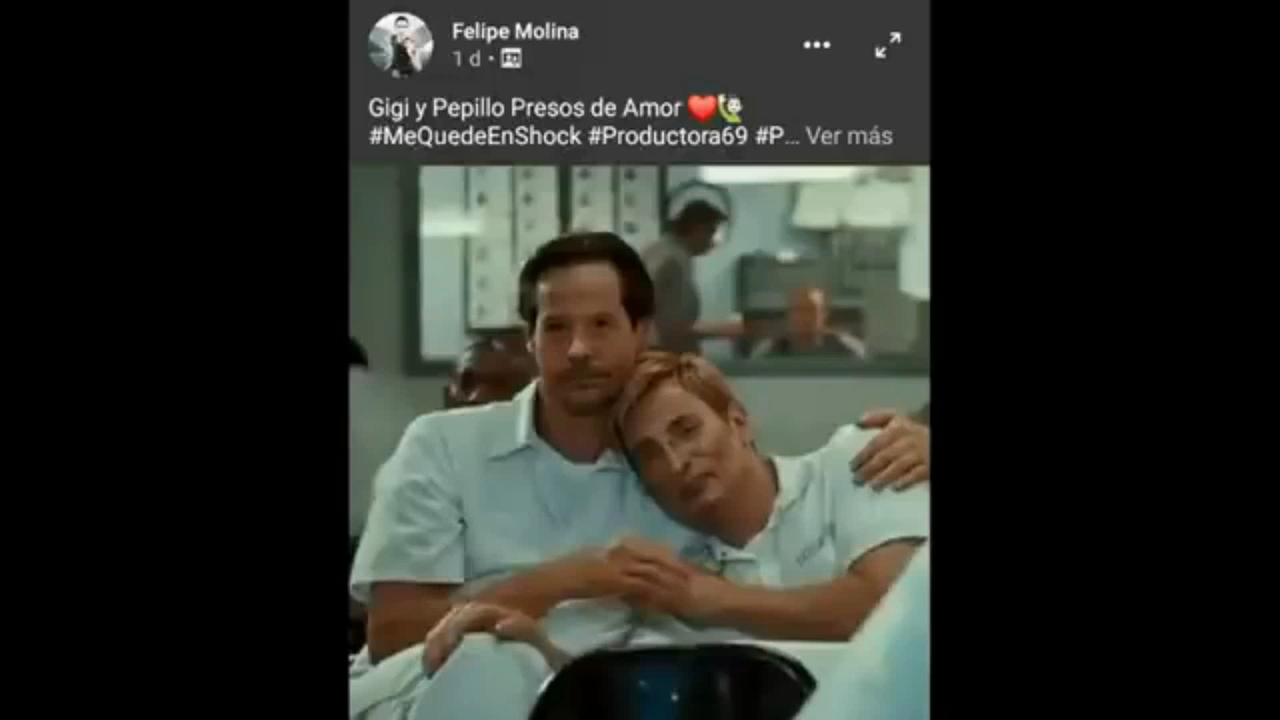 Felipe Molina
1 d •
Gigi y Pepillo Presos de Amor ❤️
#MeQuedeEnShock #Productora69 #P... Ver más